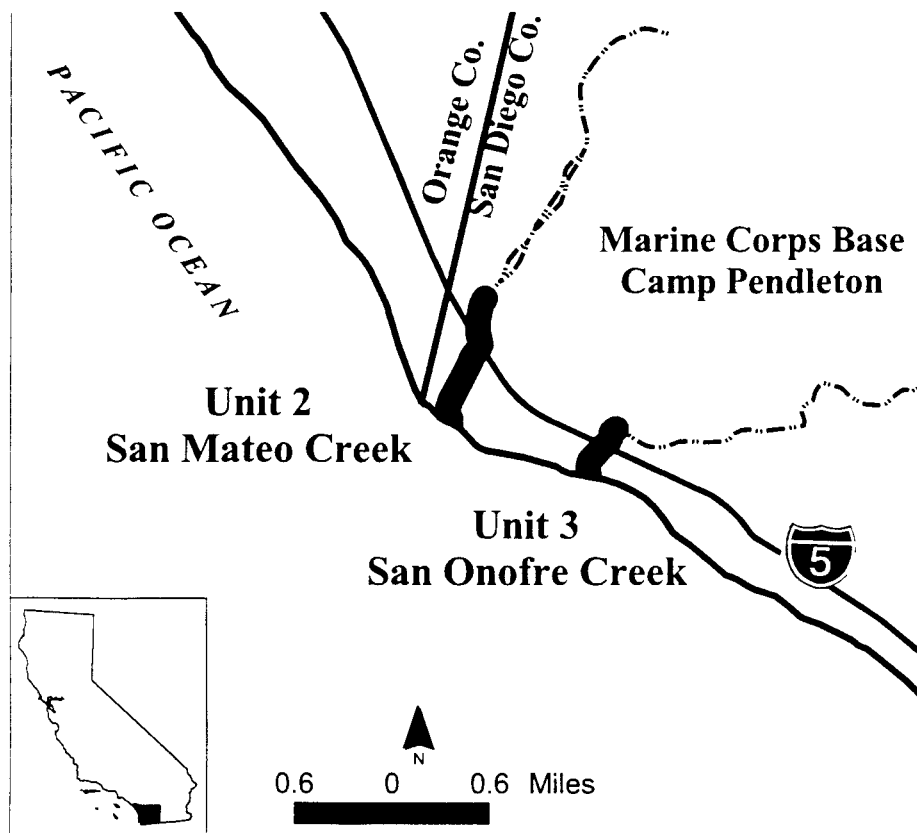 PACIFIC OCEAN
Orange Co.
San Diego Co.
Marine Corps Base
Camp Pendleton
Unit 2
San Mateo Creek
Unit 3
San Onofre Creek
5
N
0.6 0 0.6 Miles